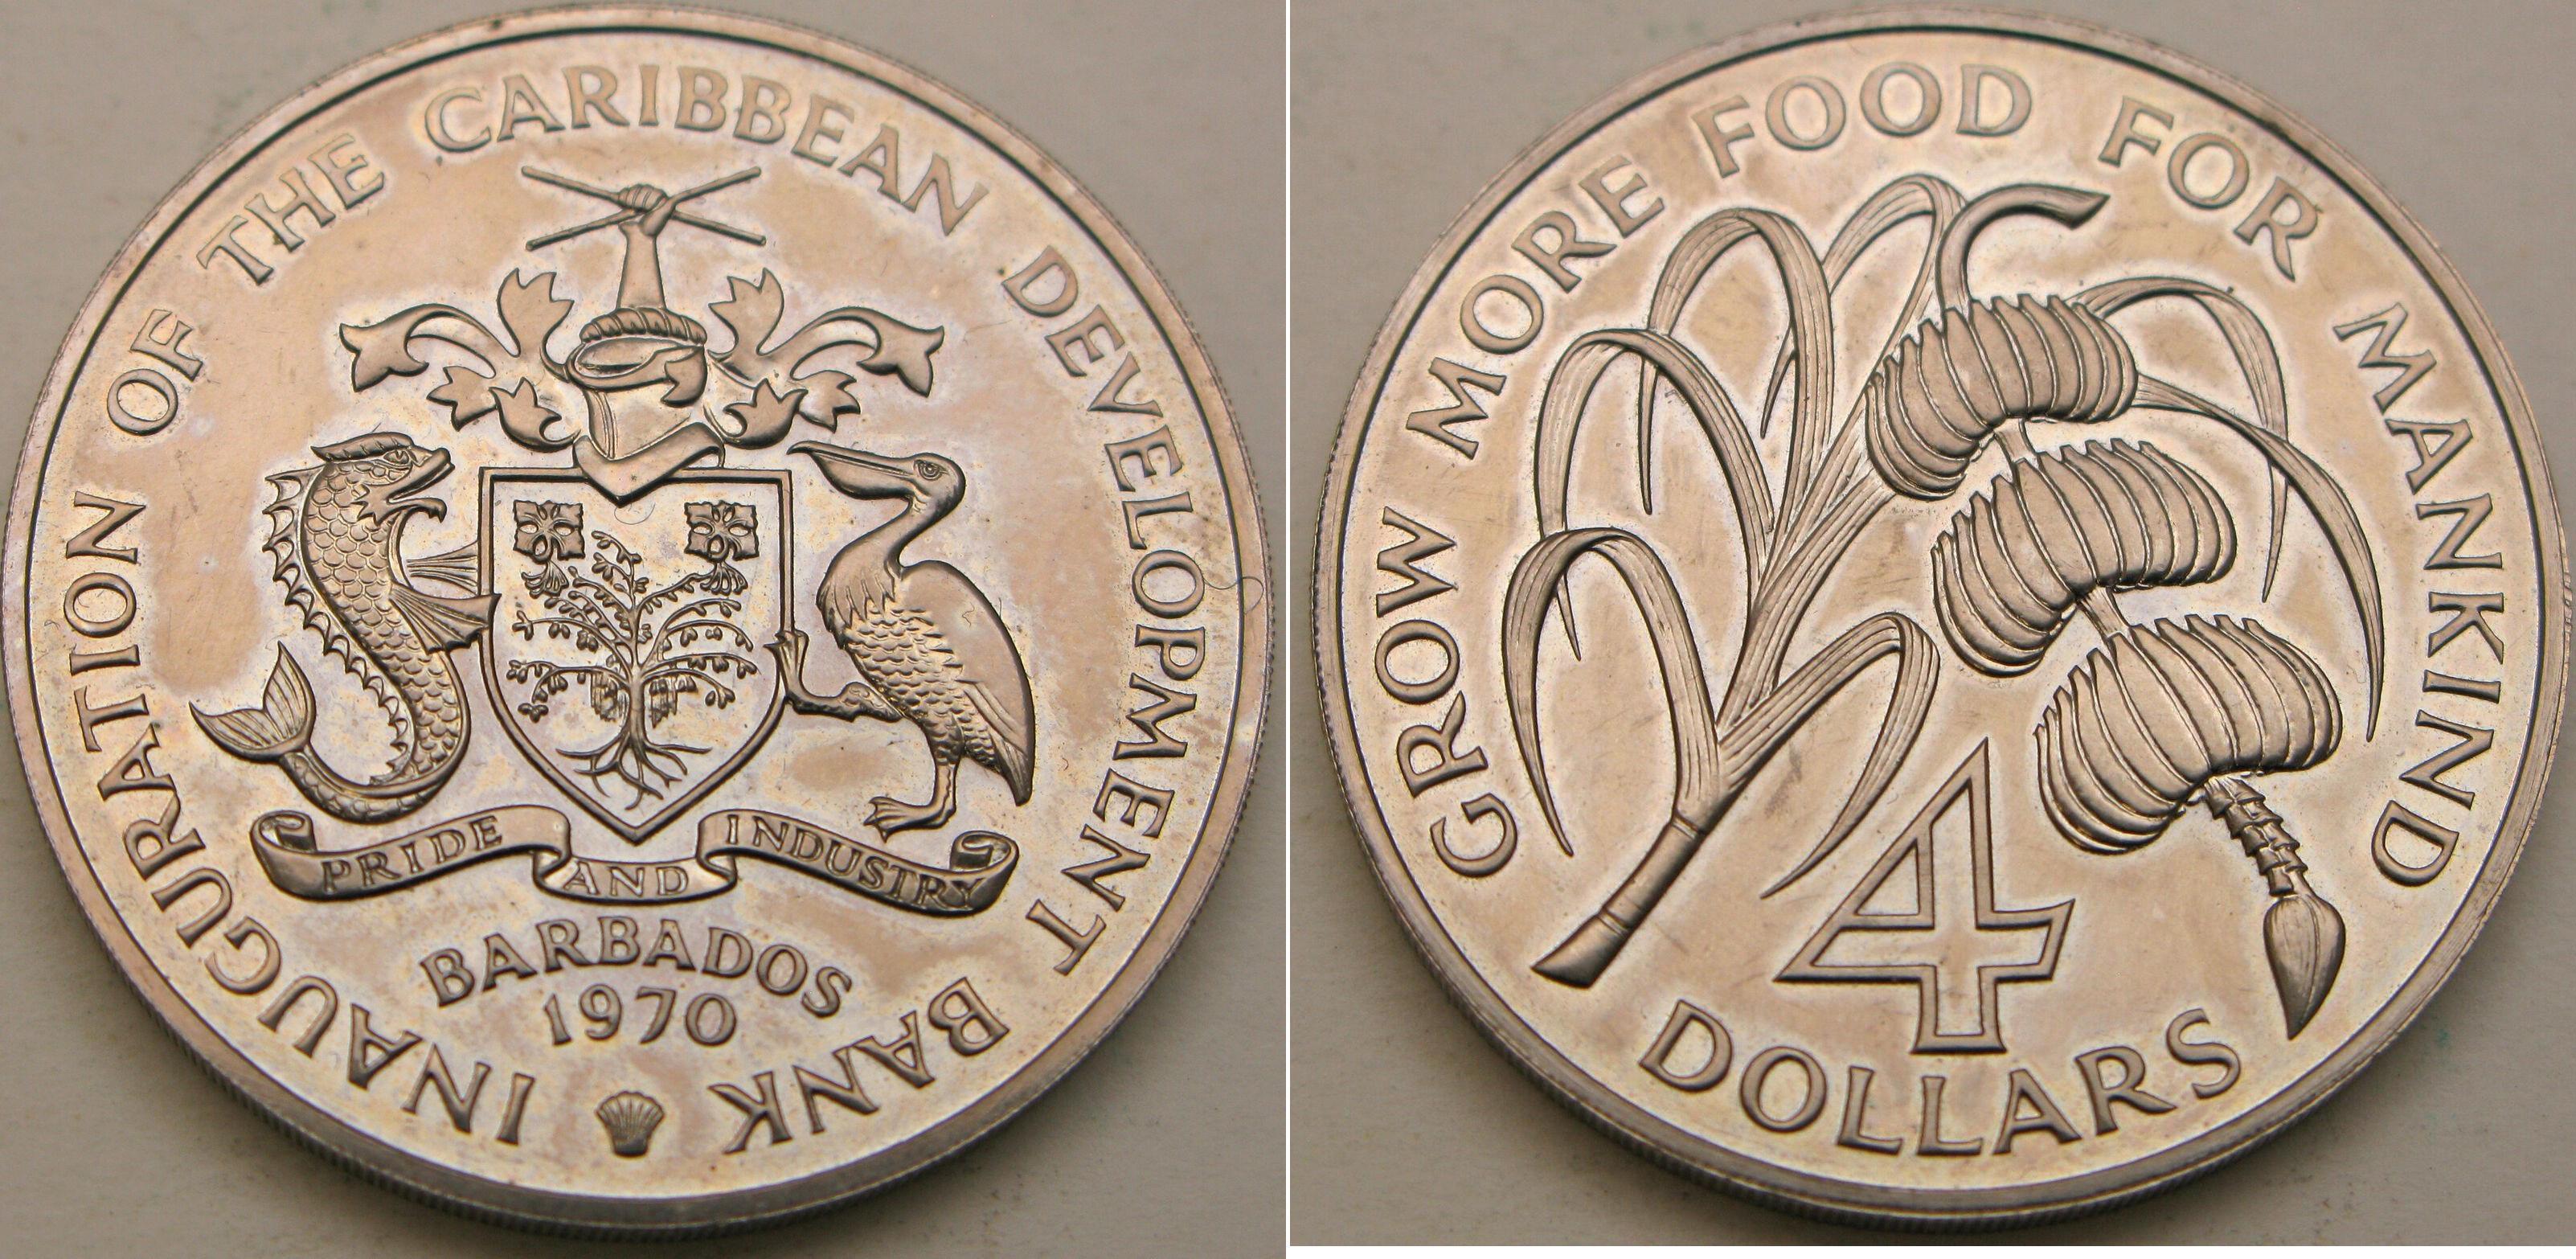 INAUGURATION OF THE CARIBBEAN DEVELOPMENT BANK
PRIDE AND INDUSTRY
BARBADOS
1970
GROW MORE FOOD FOR MANKIND
4
DOLLARS